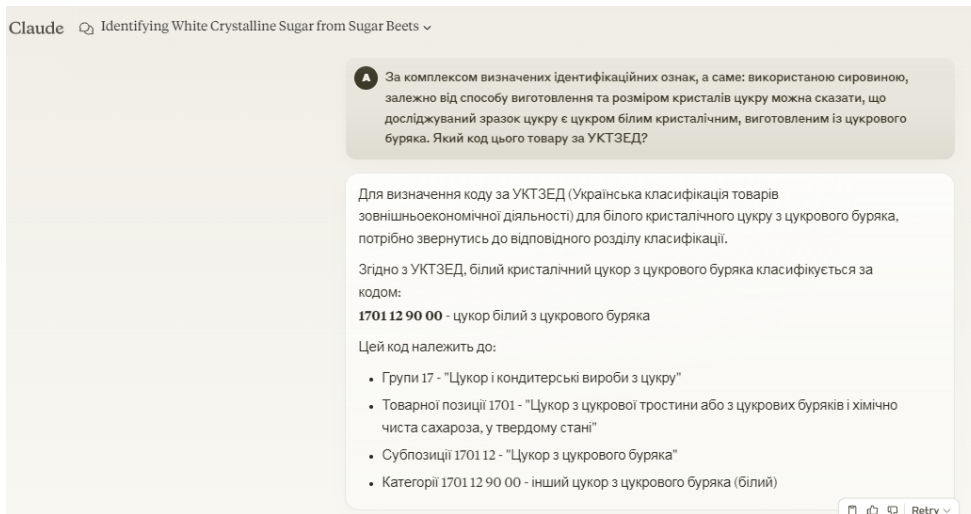 Claude Identifying White Crystalline Sugar from Sugar Beets
A За комплексом визначених ідентифікаційних ознак, а саме: використаною сировиною,
залежно від способу виготовлення та розміром кристалів цукру можна сказати, що
досліджуваний зразок цукру є цукром білим кристалічним, виготовленим із цукрового
буряка. Який код цього товару за УКТЗЕД?
Для визначення коду за УКТЗЕД (Українська класифікація товарів
зовнішньоекономічної діяльності) для білого кристалічного цукру з цукрового буряка,
потрібно звернутись до відповідного розділу класифікації.
Згідно з УКТЗЕД, білий кристалічний цукор з цукрового буряка класифікується за
кодом:
1701 12 90 00 - цукор білий з цукрового буряка
Цей код належить до:
• Групи 17 - "Цукор і кондитерські вироби з цукру"
• Товарної позиції 1701 - "Цукор з цукрової тростини або з цукрових буряків і хімічно
чиста сахароза, у твердому стані"
• Субпозиції 1701 12 - "Цукор з цукрового буряка"
• Категорії 1701 12 90 00 - інший цукор з цукрового буряка (білий)
Retry